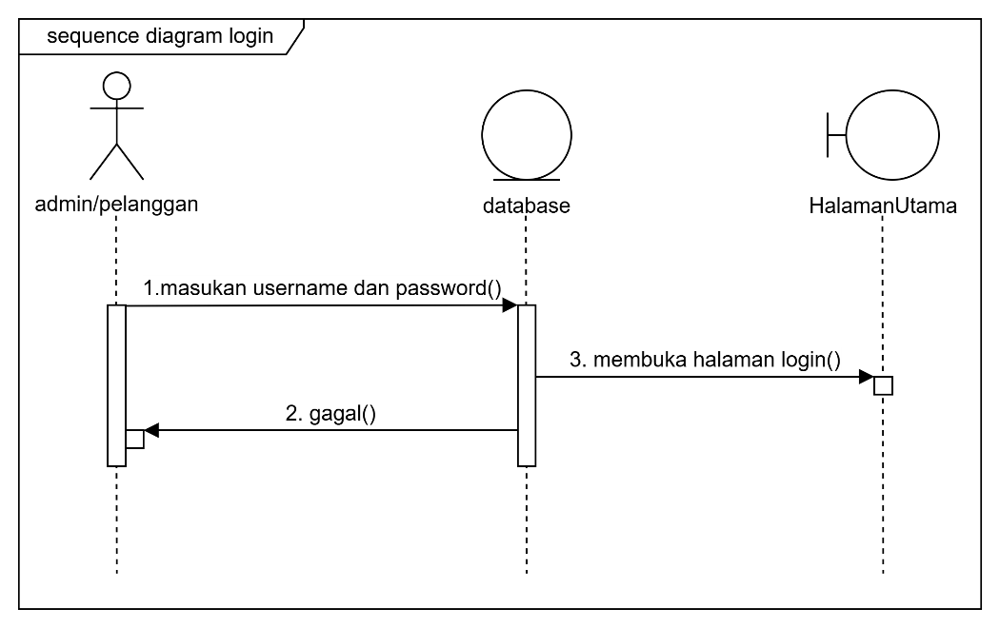 sequence diagram login
admin/pelanggan
database
HalamanUtama
1.masukan username dan password()
3. membuka halaman login()
2. gagal()